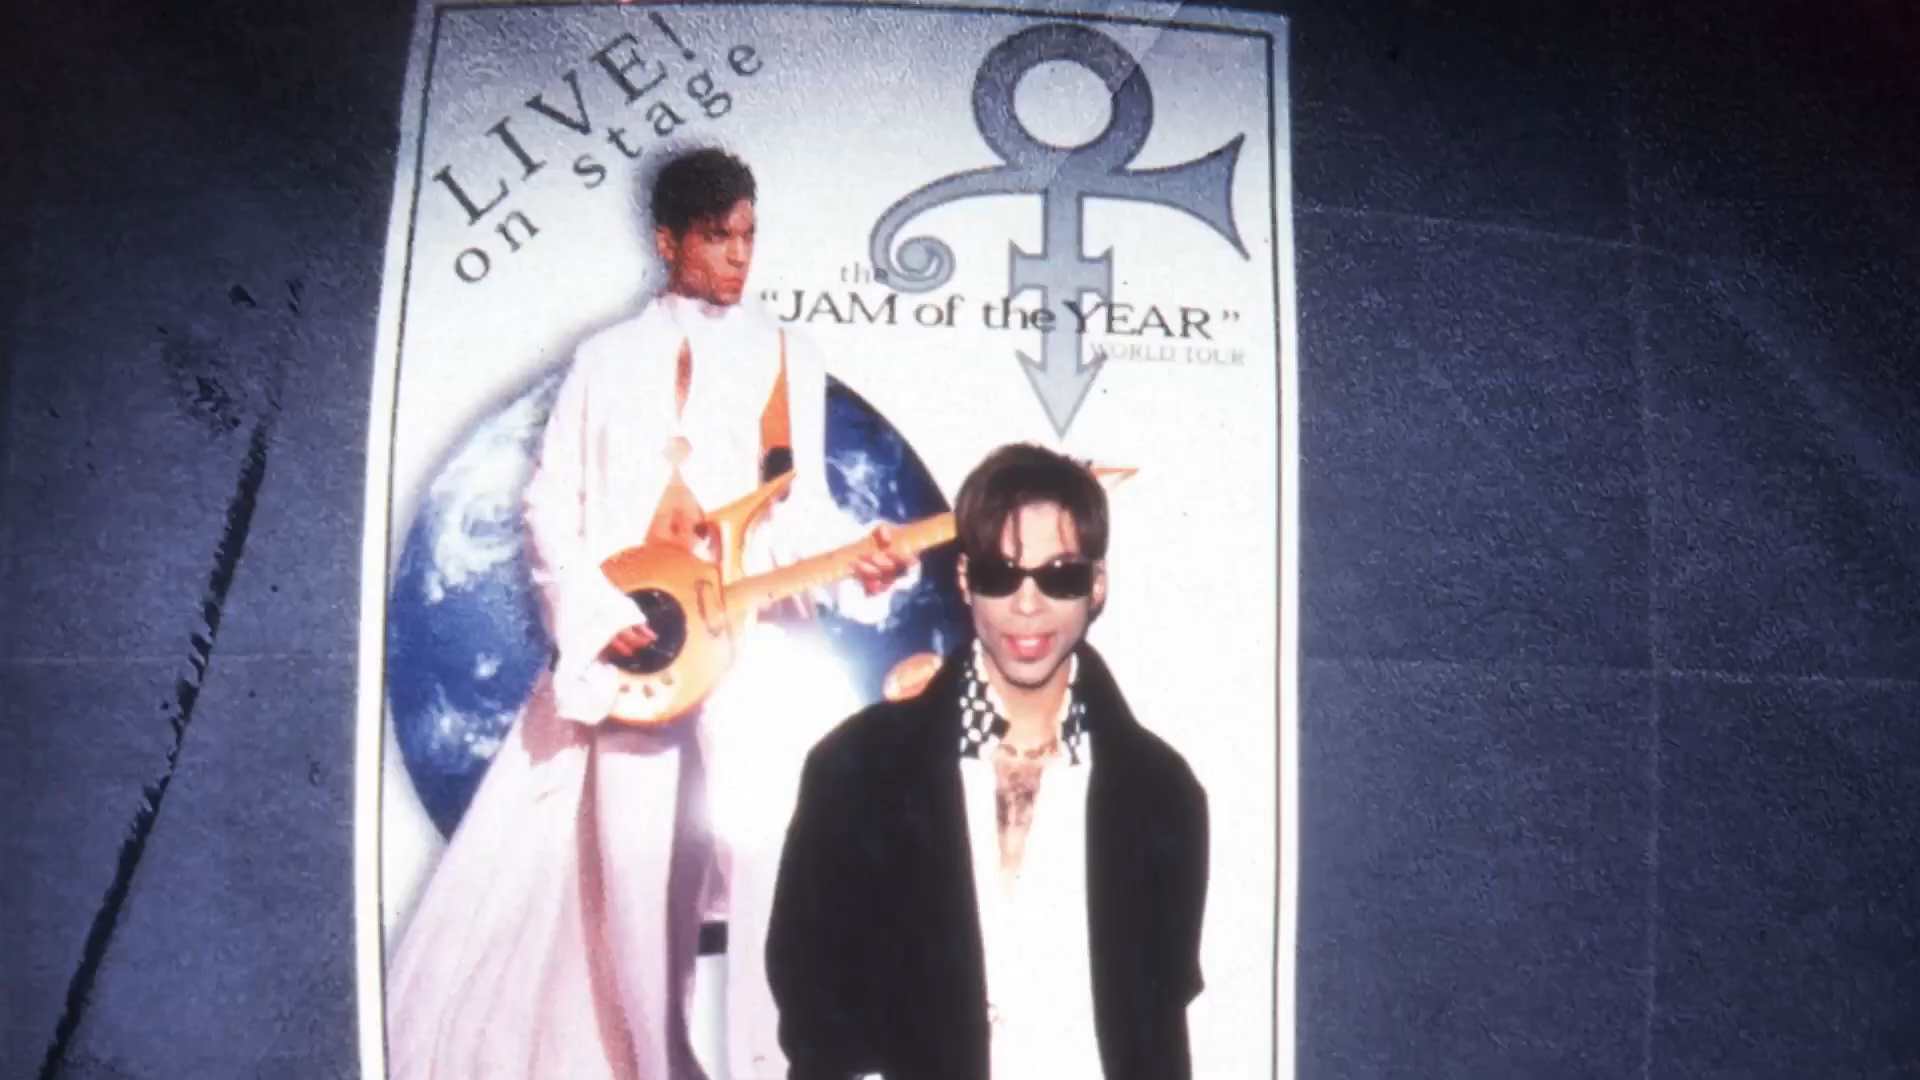 LIVE!
on stage
the
“JAM of the YEAR”
WORLD TOUR